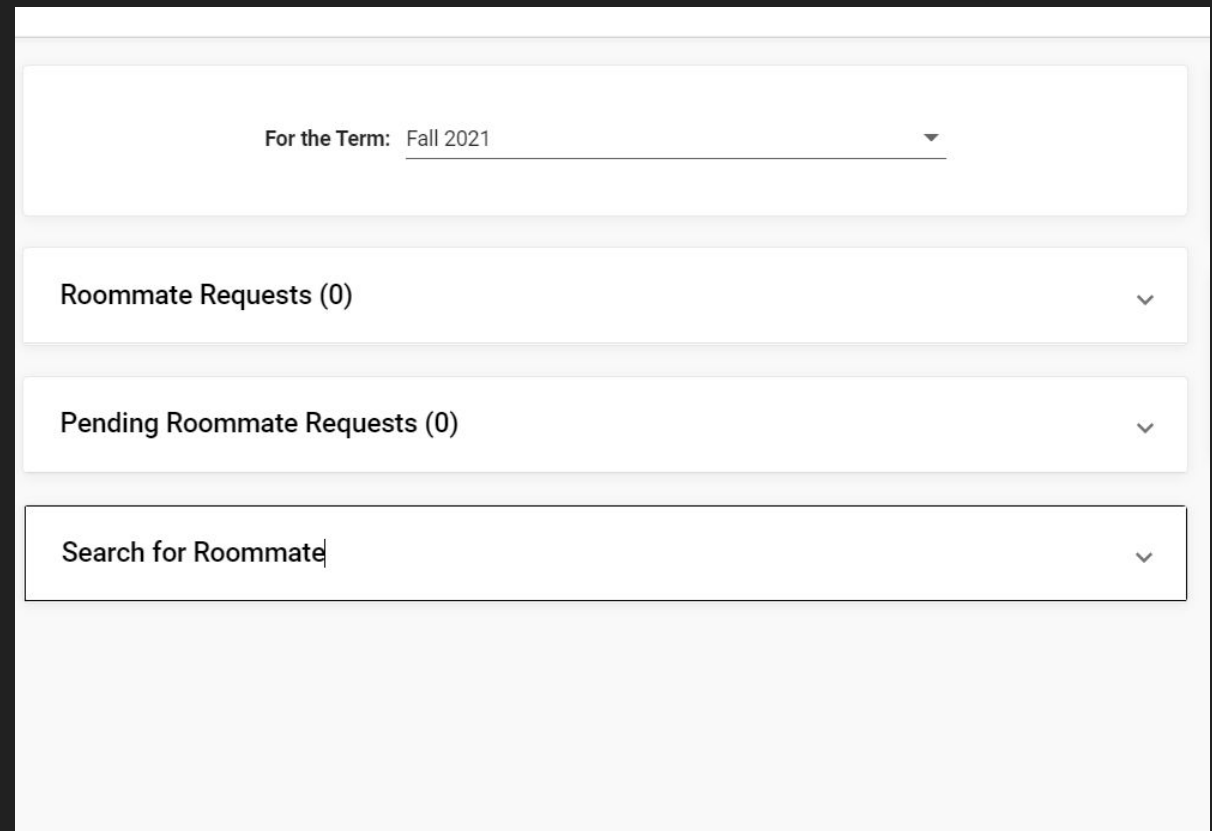 For the Term: Fall 2021
Roommate Requests (0)
Pending Roommate Requests (0)
Search for Roommate